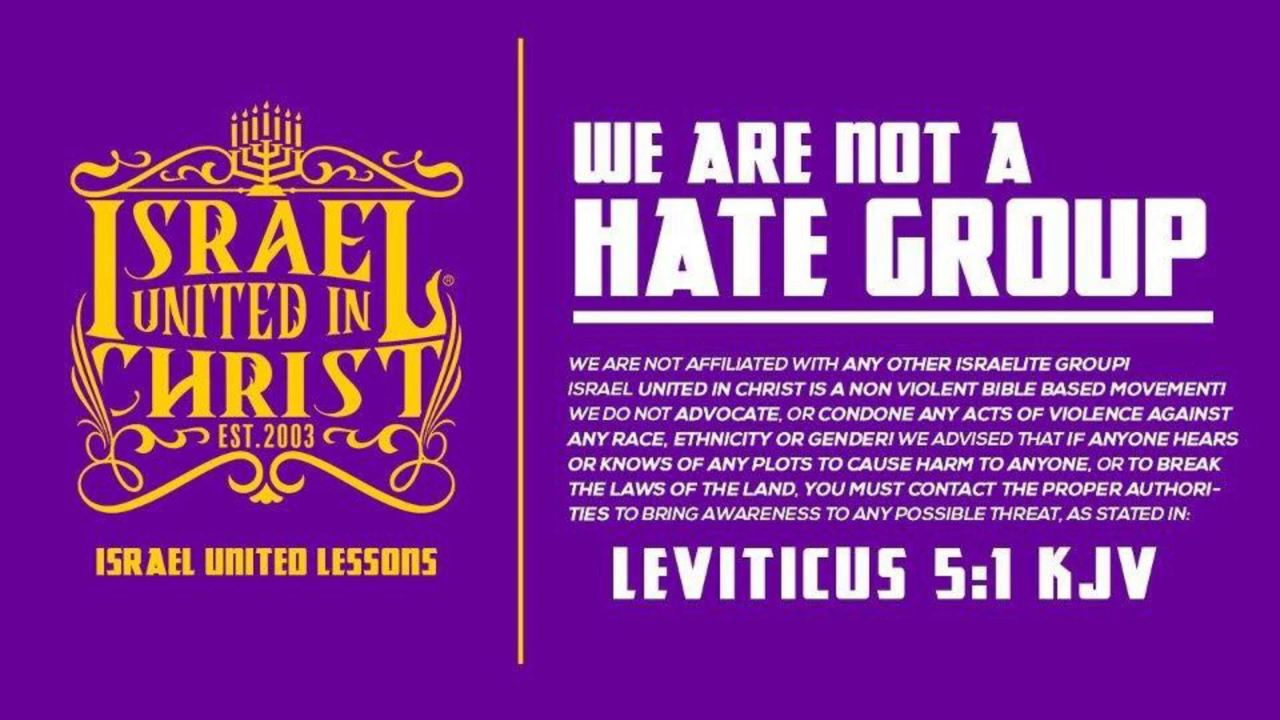 ISRAEL
UNITED IN
CHRIST
EST.2003
ISRAEL UNITED LESSONS
WE ARE NOT A
HATE GROUP
WE ARE NOT AFFILIATED WITH ANY OTHER ISRAELITE GROUP!
ISRAEL UNITED IN CHRIST IS A NON VIOLENT BIBLE BASED MOVEMENT!
WE DO NOT ADVOCATE, OR CONDONE ANY ACTS OF VIOLENCE AGAINST
ANY RACE, ETHNICITY OR GENDER! WE ADVISED THAT IF ANYONE HEARS
OR KNOWS OF ANY PLOTS TO CAUSE HARM TO ANYONE, OR TO BREAK
THE LAWS OF THE LAND, YOU MUST CONTACT THE PROPER AUTHORI-
TIES TO BRING AWARENESS TO ANY POSSIBLE THREAT, AS STATED IN:
LEVITICUS 5:1 KJV